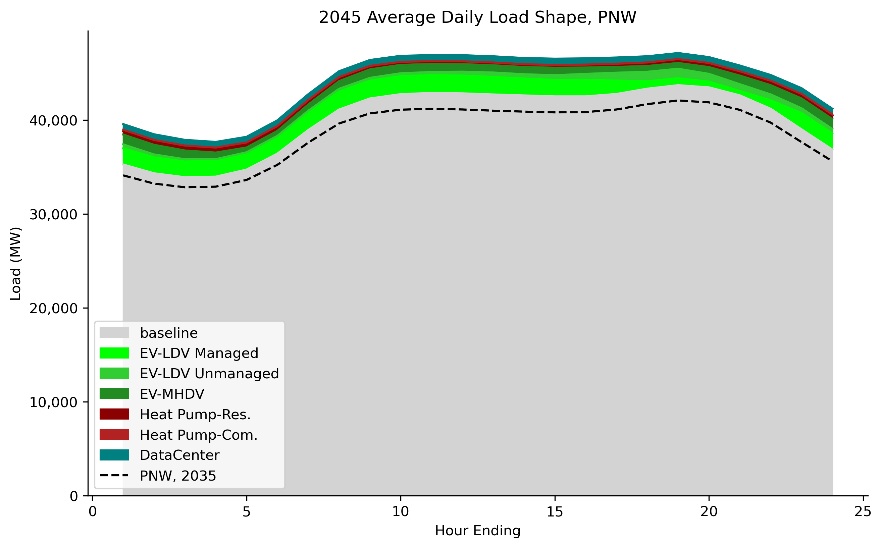 2045 Average Daily Load Shape, PNW
Load (MW)
40,000
30,000
20,000
10,000
0
baseline
EV-LDV Managed
EV-LDV Unmanaged
EV-MHDV
Heat Pump-Res.
Heat Pump-Com.
DataCenter
PNW, 2035
0 5 10 15 20 25
Hour Ending